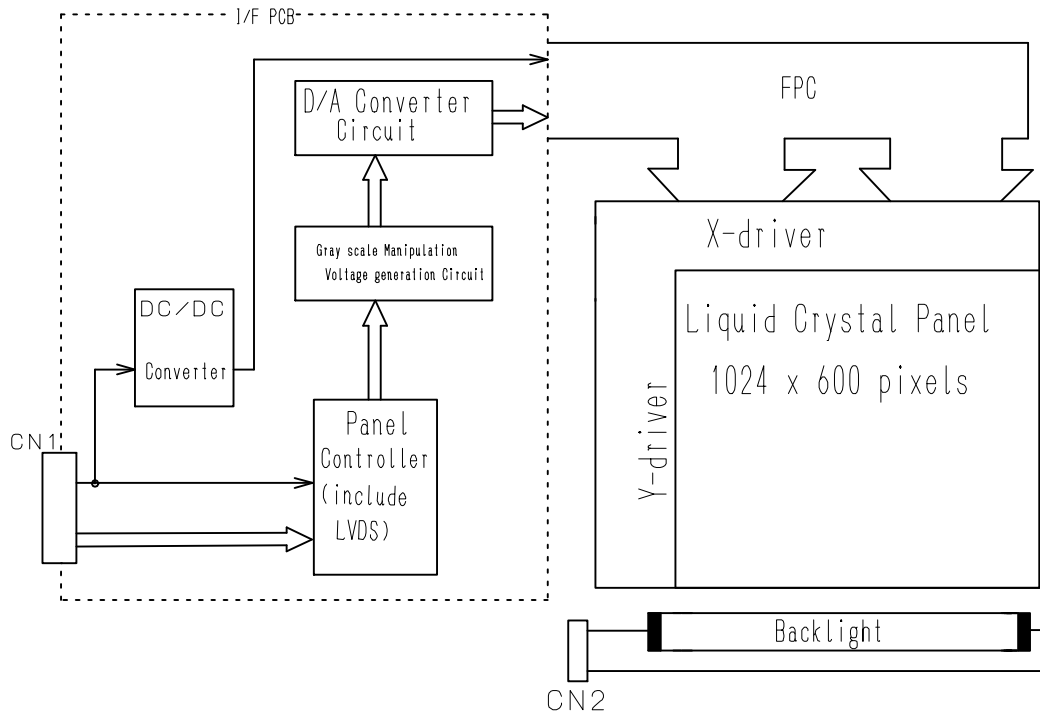 I/F PCB
FPC
D/A Converter
Circuit
Gray scale Manipulation
Voltage generation Circuit
X-driver
DC/DC
Converter
Liquid Crystal Panel
1024 x 600 pixels
Y-driver
CN1
Panel
Controller
(include
LVDS)
Backlight
CN2